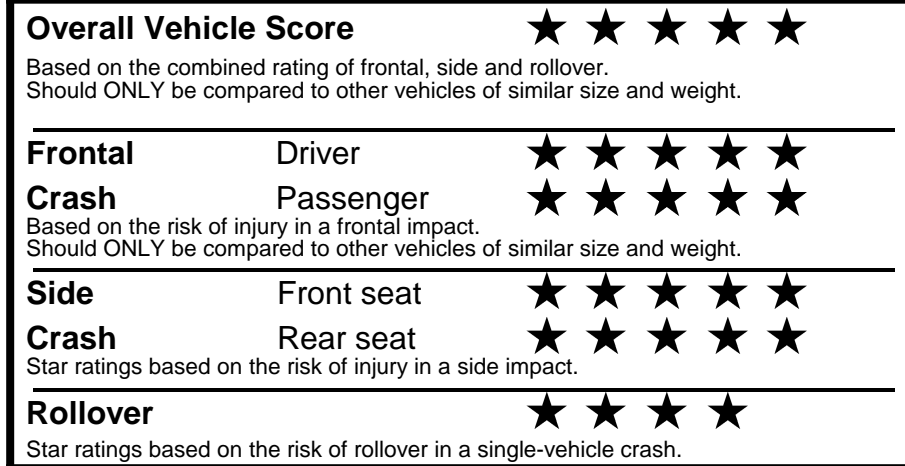 Overall Vehicle Score ★ ★ ★ ★ ★
Based on the combined rating of frontal, side and rollover.
Should ONLY be compared to other vehicles of similar size and weight.
Frontal Driver ★ ★ ★ ★ ★
Crash Passenger ★ ★ ★ ★ ★
Based on the risk of injury in a frontal impact.
Should ONLY be compared to other vehicles of similar size and weight.
Side Front seat ★ ★ ★ ★ ★
Crash Rear seat ★ ★ ★ ★ ★
Star ratings based on the risk of injury in a side impact.
Rollover ★ ★ ★ ★
Star ratings based on the risk of rollover in a single-vehicle crash.